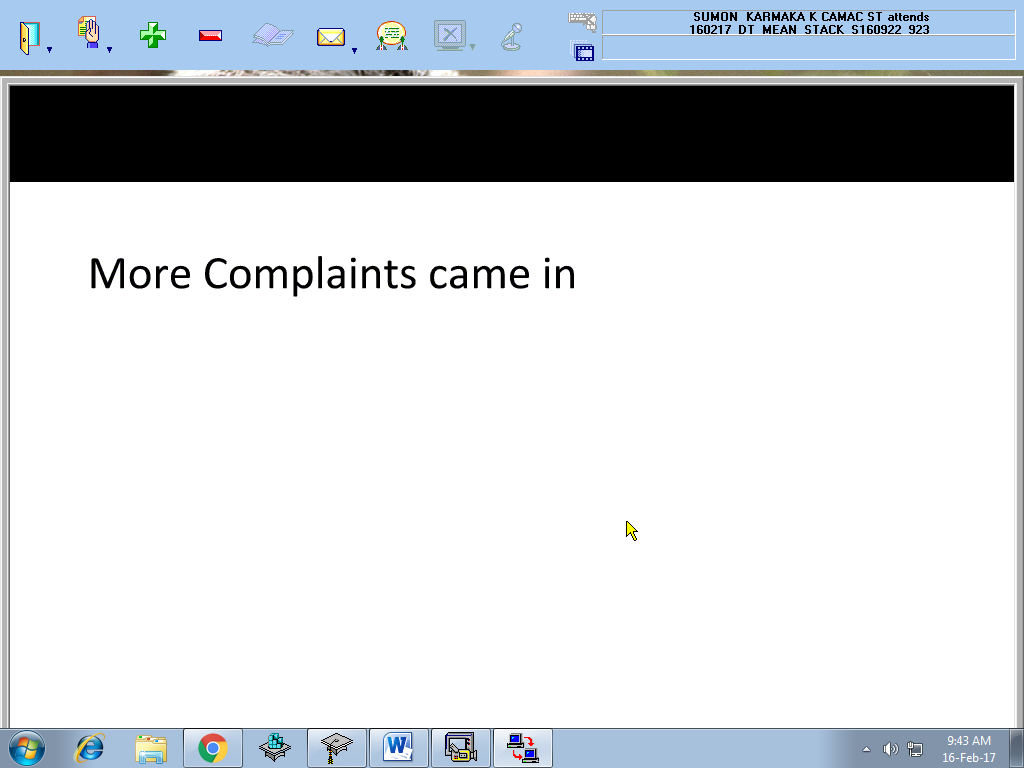 SUMON KARMAKA K CAMAC ST attends
160217 DT MEAN STACK S160922 923
More Complaints came in
9:43 AM
16-Feb-17